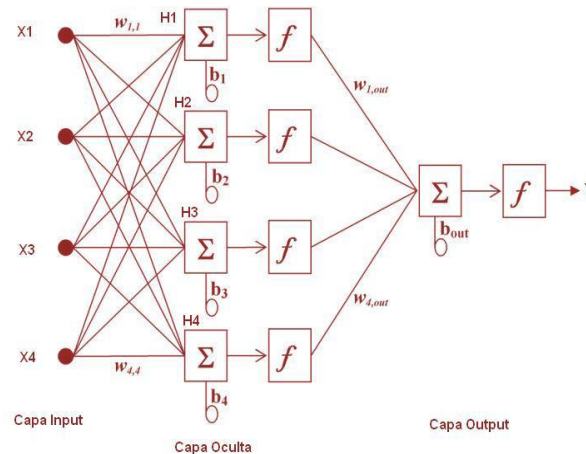 X1
w1,1
H1
Σ
f
b1
w1,out
X2
H2
Σ
f
b2
Σ
f
bout
X3
H3
Σ
f
b3
X4
w4,4
H4
Σ
f
b4
w4,out
Capa Input
Capa Oculta
Capa Output